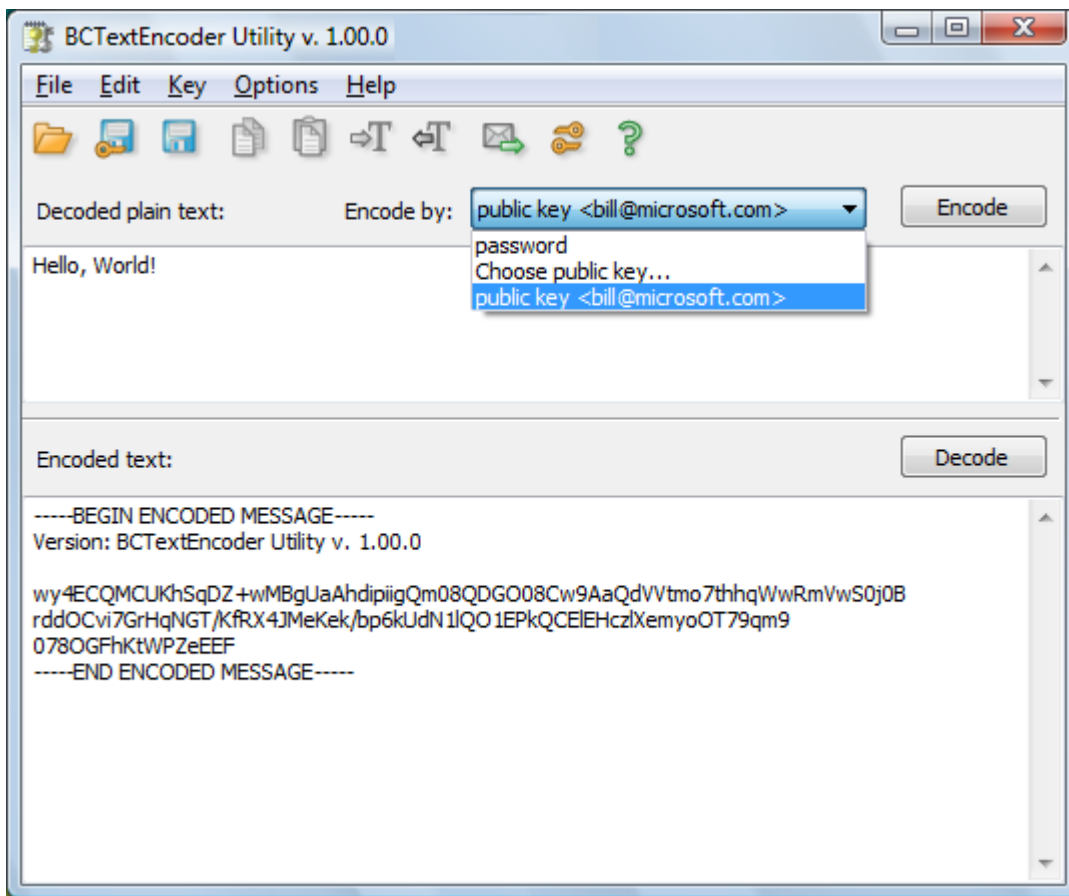 BCTextEncoder Utility v. 1.00.0
File Edit Key Options Help
Decoded plain text: Encode by: public key <bill@microsoft.com> Encode
password
Choose public key...
public key <bill@microsoft.com>
Hello, World!
Encoded text: Decode
-----BEGIN ENCODED MESSAGE-----
Version: BCTextEncoder Utility v. 1.00.0
wy4ECQMCUKhSqDZ+wMBgUaAhdipiigQm08QDGO08Cw9AaQdVVtmo7thhqWwRmVwS0j0B
rddOCvi7GrHqNGT/KfRX4JMeKek/bp6kUdN1lQO1EPkQCElEHczlXemyoOT79qm9
078OGFhKtWPZeEEF
-----END ENCODED MESSAGE-----